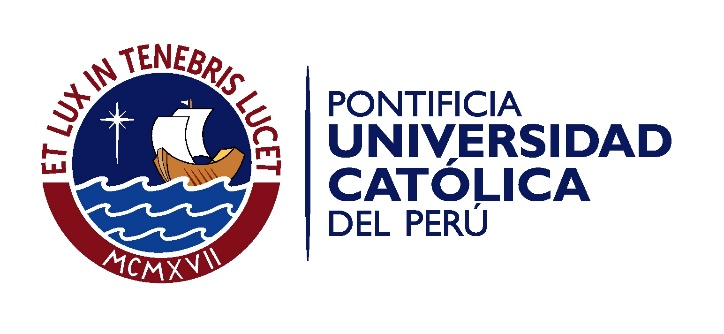 ET LUX IN TENEBRIS LUCET
MCMXVII
PONTIFICIA
UNIVERSIDAD
CATÓLICA
DEL PERÚ